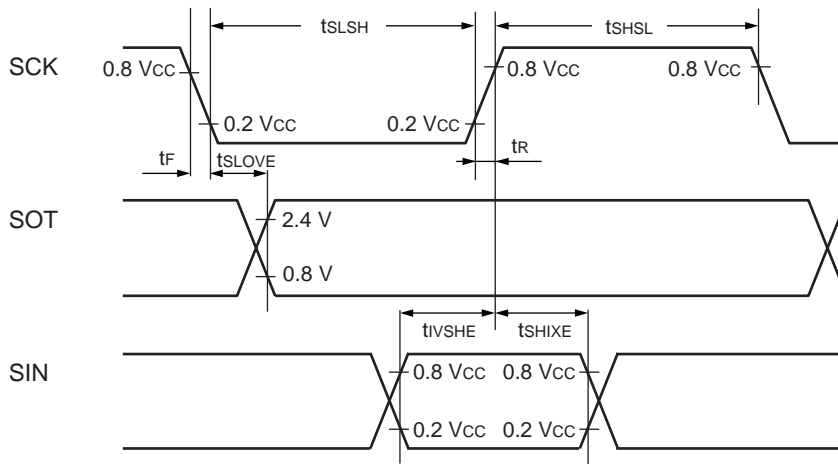 tSLSH tSHSL
SCK 0.8 VCC 0.8 VCC 0.8 VCC
0.2 VCC 0.2 VCC
tF tSLOVE tR
SOT 2.4 V
0.8 V
tIVSHE tSHIXE
SIN 0.8 VCC 0.8 VCC
0.2 VCC 0.2 VCC